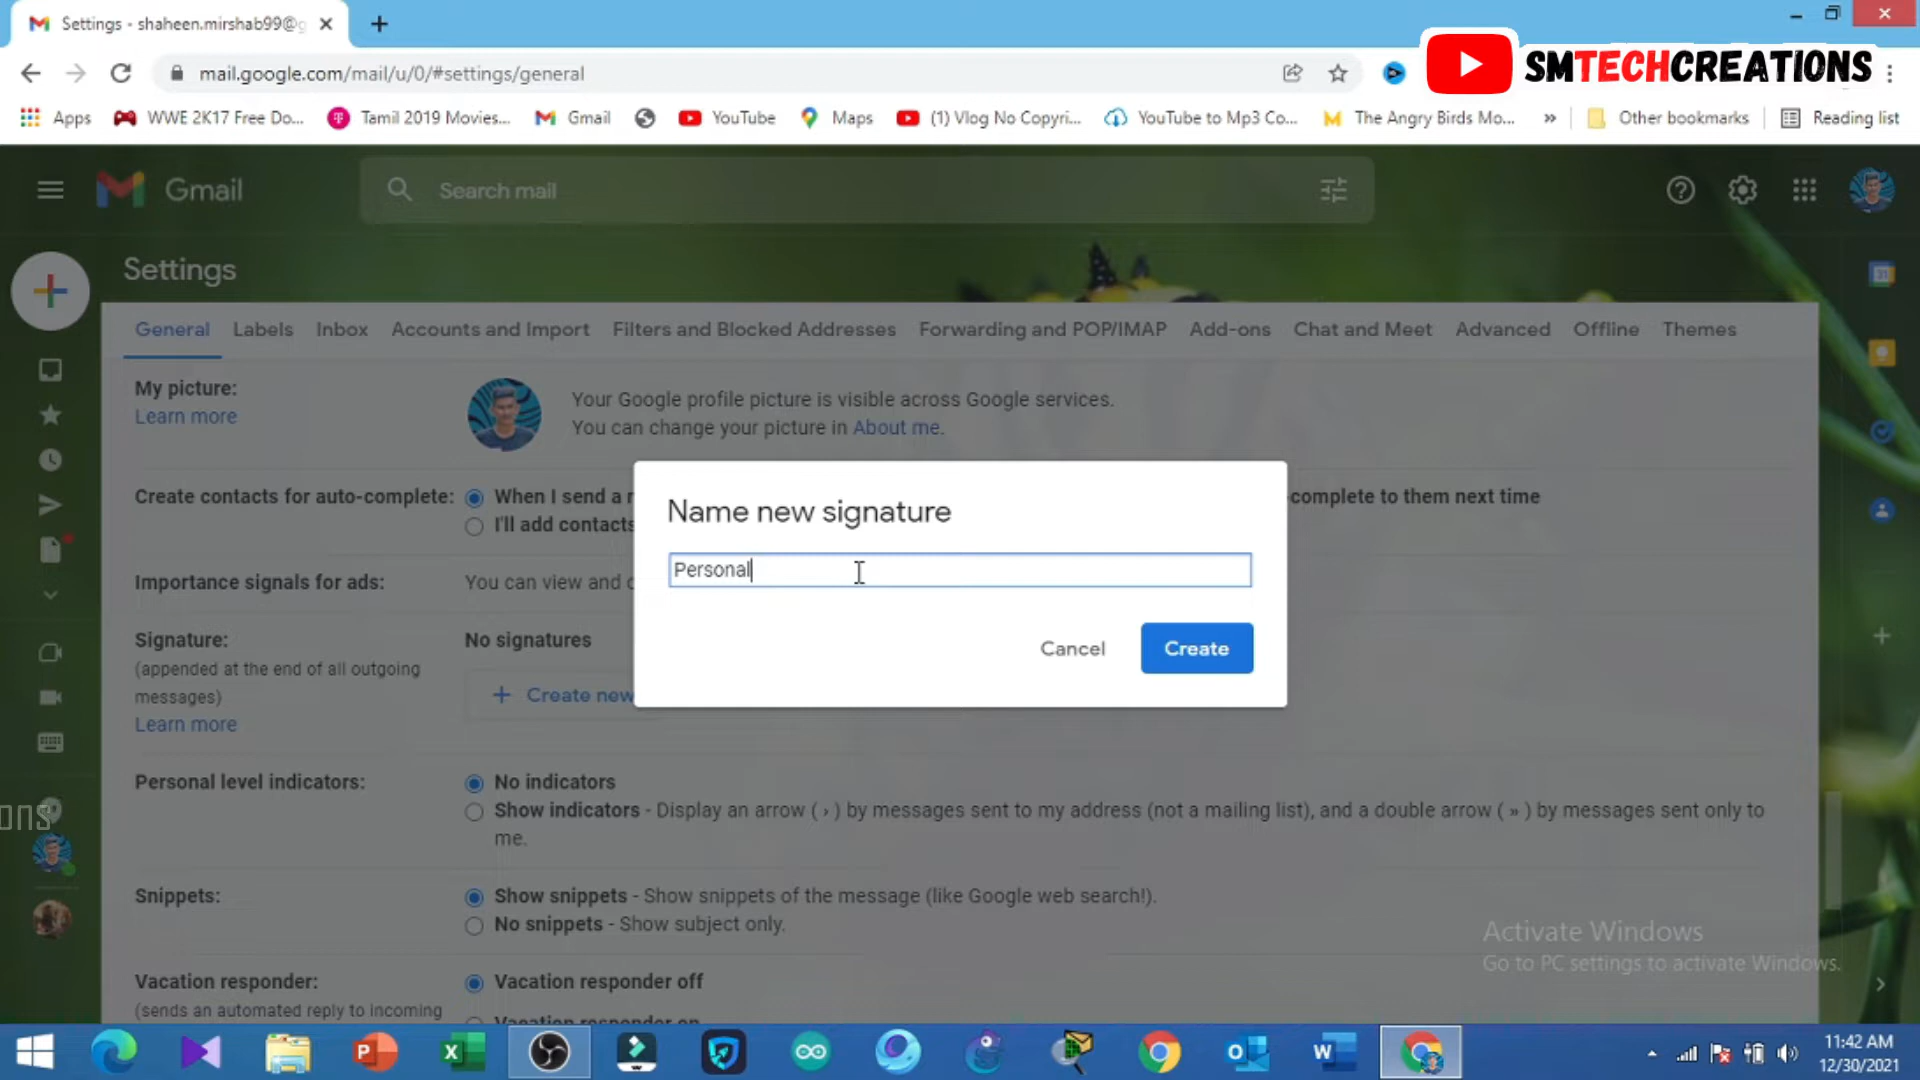 Settings - shaheen.mirshab99@g
mail.google.com/mail/u/0/#settings/general
SMTECHCREATIONS
Apps
WWE 2K17 Free Do...
Tamil 2019 Movies...
Gmail
YouTube
Maps
(1) Vlog No Copyri...
YouTube to Mp3 Co...
The Angry Birds Mo...
»
Other bookmarks
Reading list
Gmail
Search mail
31
Settings
General
Labels
Inbox
Accounts and Import
Filters and Blocked Addresses
Forwarding and POP/IMAP
Add-ons
Chat and Meet
Advanced
Offline
Themes
My picture:
Learn more
Your Google profile picture is visible across Google services.
You can change your picture in About me.
Create contacts for auto-complete:
When I send a
-complete to them next time
I'll add contacts
Importance signals for ads:
You can view and
Name new signature
Personal
Cancel
Create
Signature:
(appended at the end of all outgoing
messages)
Learn more
No signatures
+ Create new
Personal level indicators:
No indicators
Show indicators - Display an arrow ( › ) by messages sent to my address (not a mailing list), and a double arrow ( » ) by messages sent only to
me.
ons
Snippets:
Show snippets - Show snippets of the message (like Google web search!).
No snippets - Show subject only.
Activate Windows
Go to PC settings to activate Windows.
Vacation responder:
(sends an automated reply to incoming
Vacation responder off
Vacation responder on
11:42 AM
12/30/2021